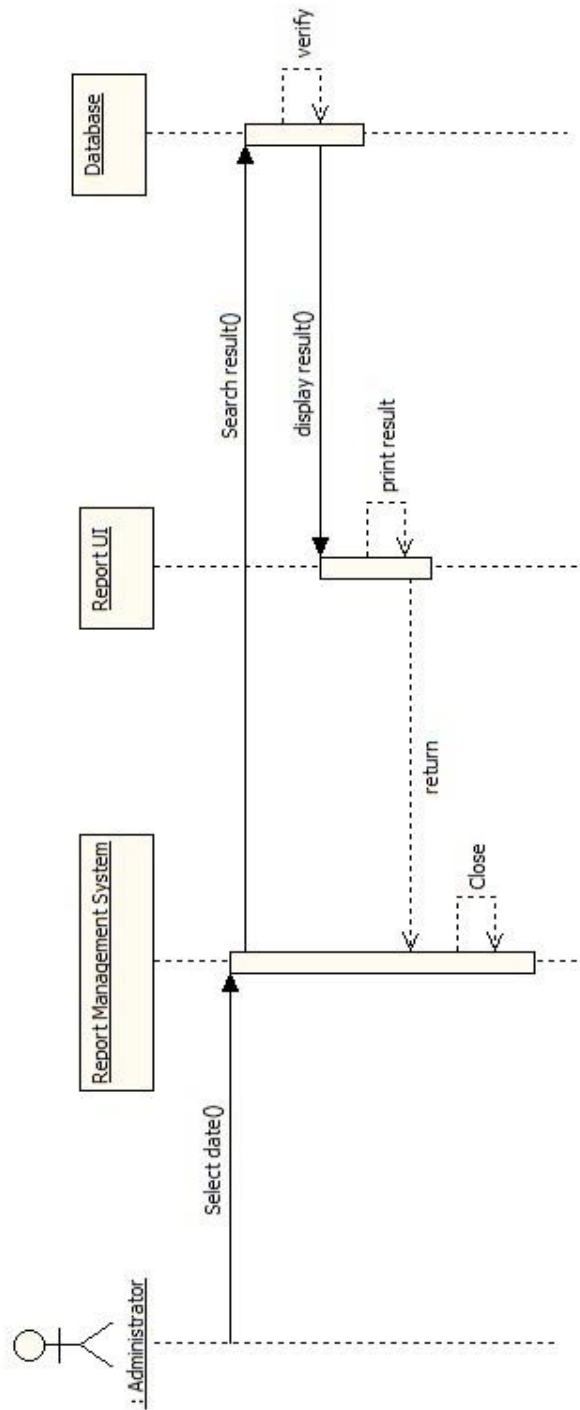 : Administrator
Report Management System
Report UI
Database
Select date()
Search result()
verify
display result()
print result
return
Close